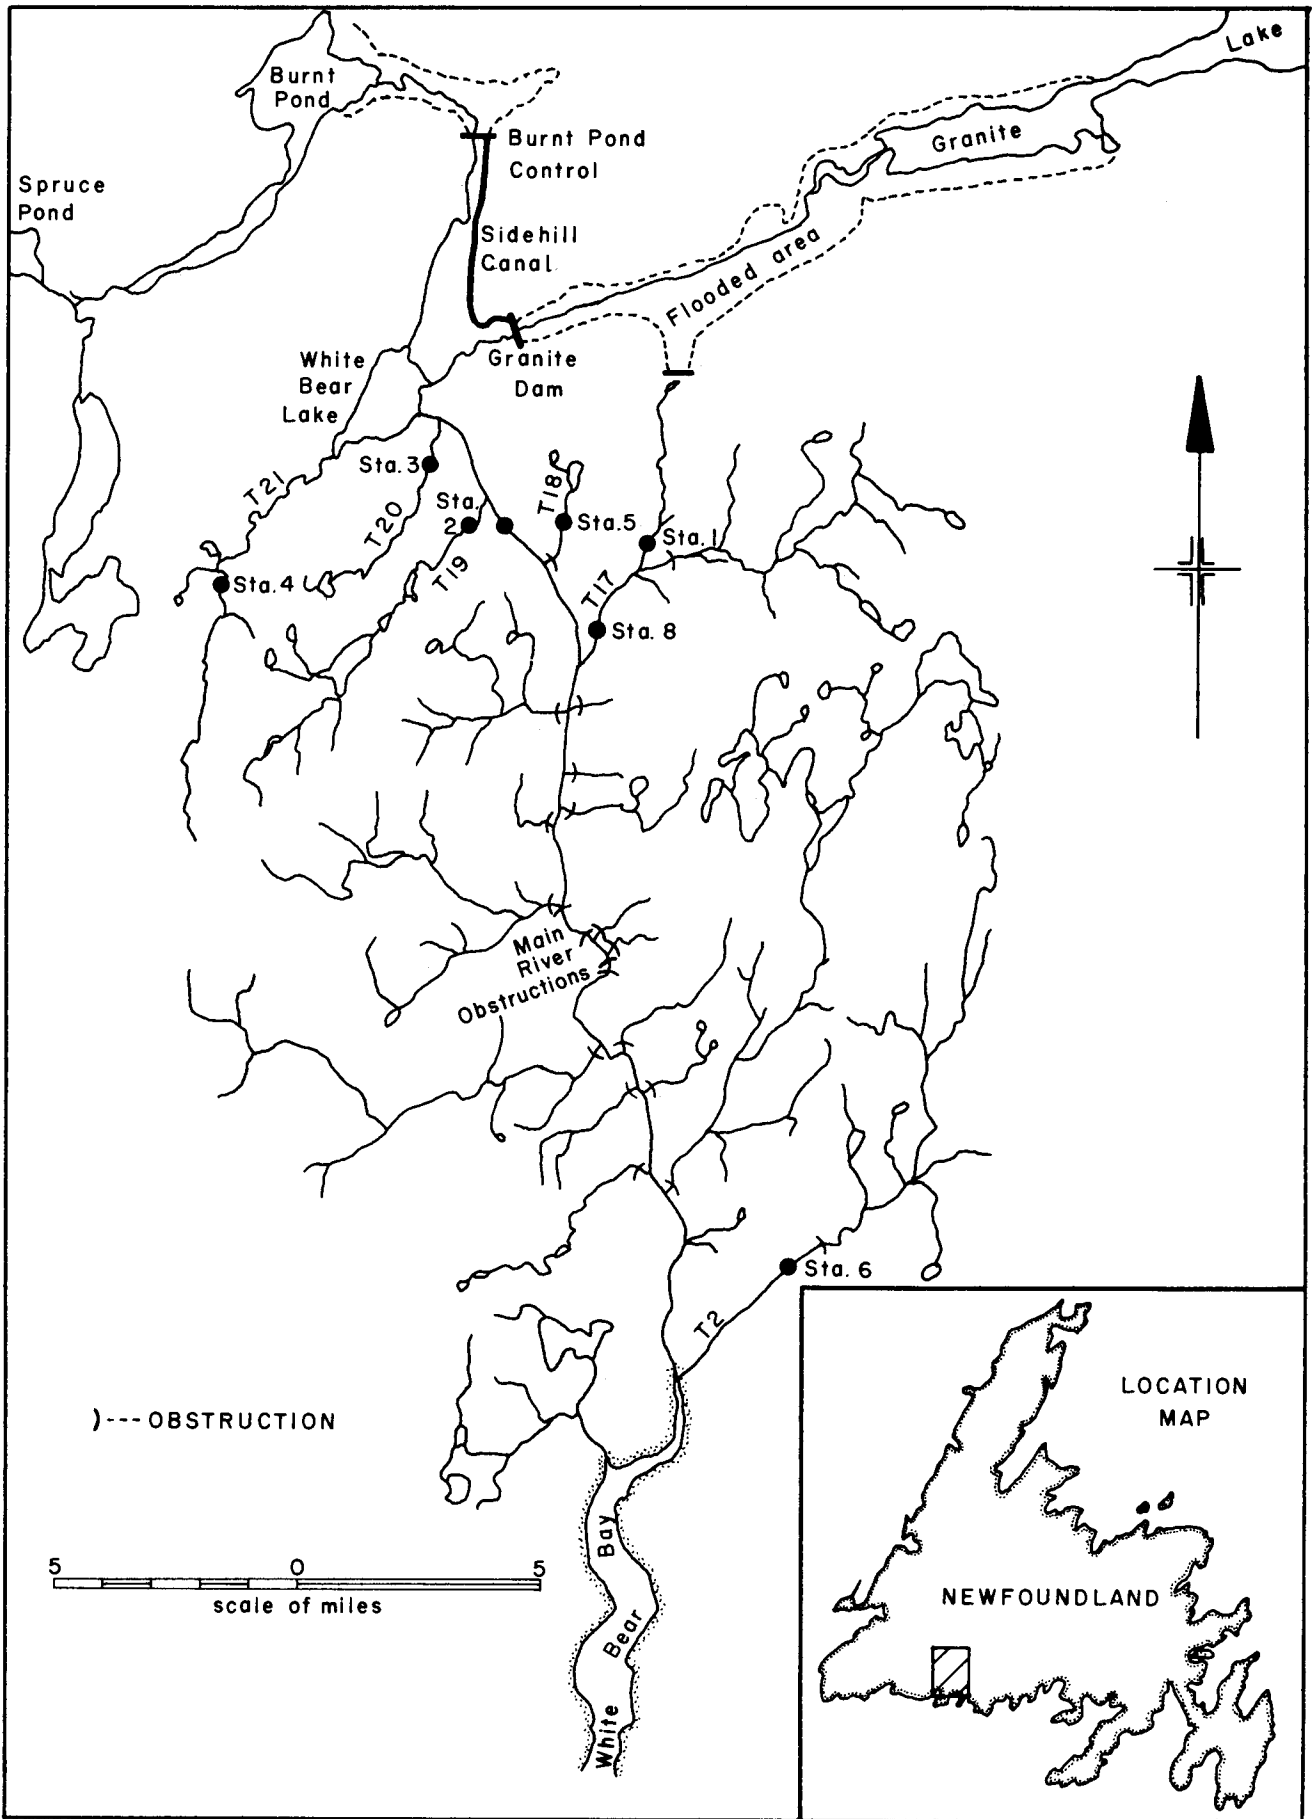 Lake
Burnt
Pond
Granite
Burnt Pond
Control
Spruce
Pond
Sidehill
Canal
Flooded area
White
Bear
Lake
Granite
Dam
Sta. 3
T21
T20
Sta.
2
T18
Sta. 5
Sta. 1
T19
Sta. 4
T17
Sta. 8
Main
River
Obstructions
Sta. 6
T2
)---OBSTRUCTION
LOCATION
MAP
5 0 5
scale of miles
NEWFOUNDLAND
White Bear Bay